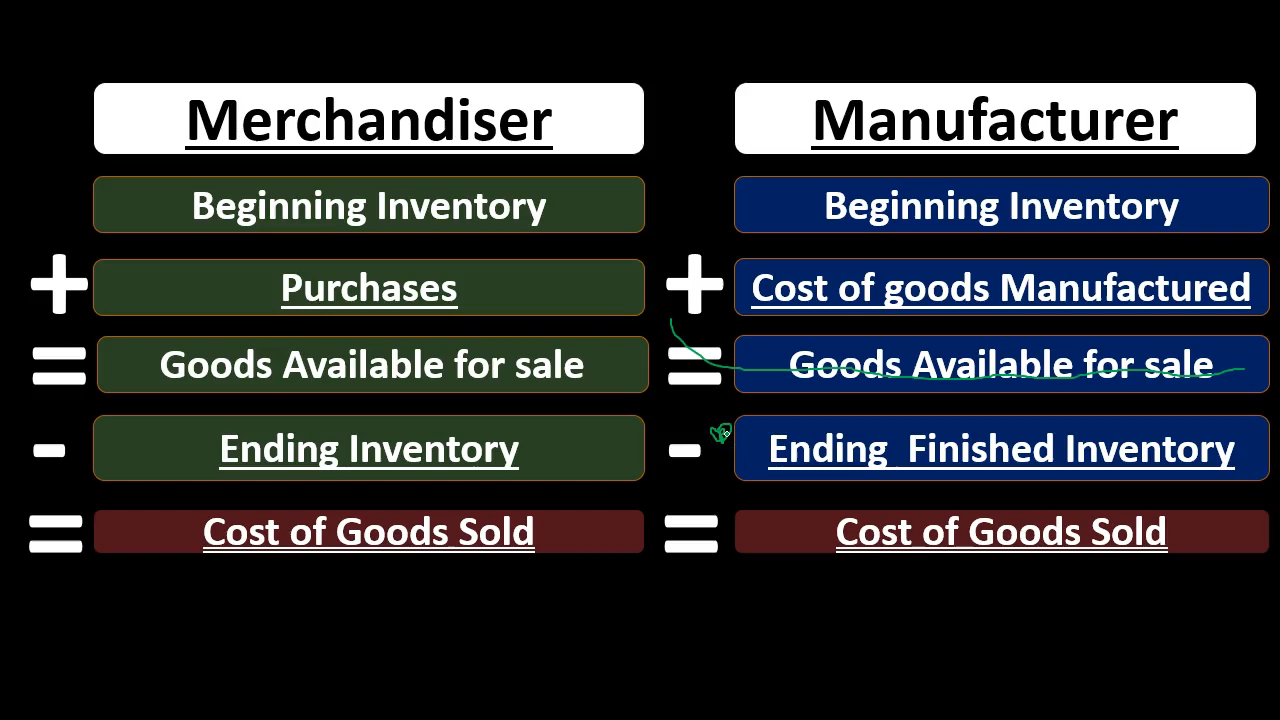 Merchandiser
Beginning Inventory
+ Purchases
= Goods Available for sale
- Ending Inventory
= Cost of Goods Sold
Manufacturer
Beginning Inventory
+ Cost of goods Manufactured
= Goods Available for sale
- Ending Finished Inventory
= Cost of Goods Sold